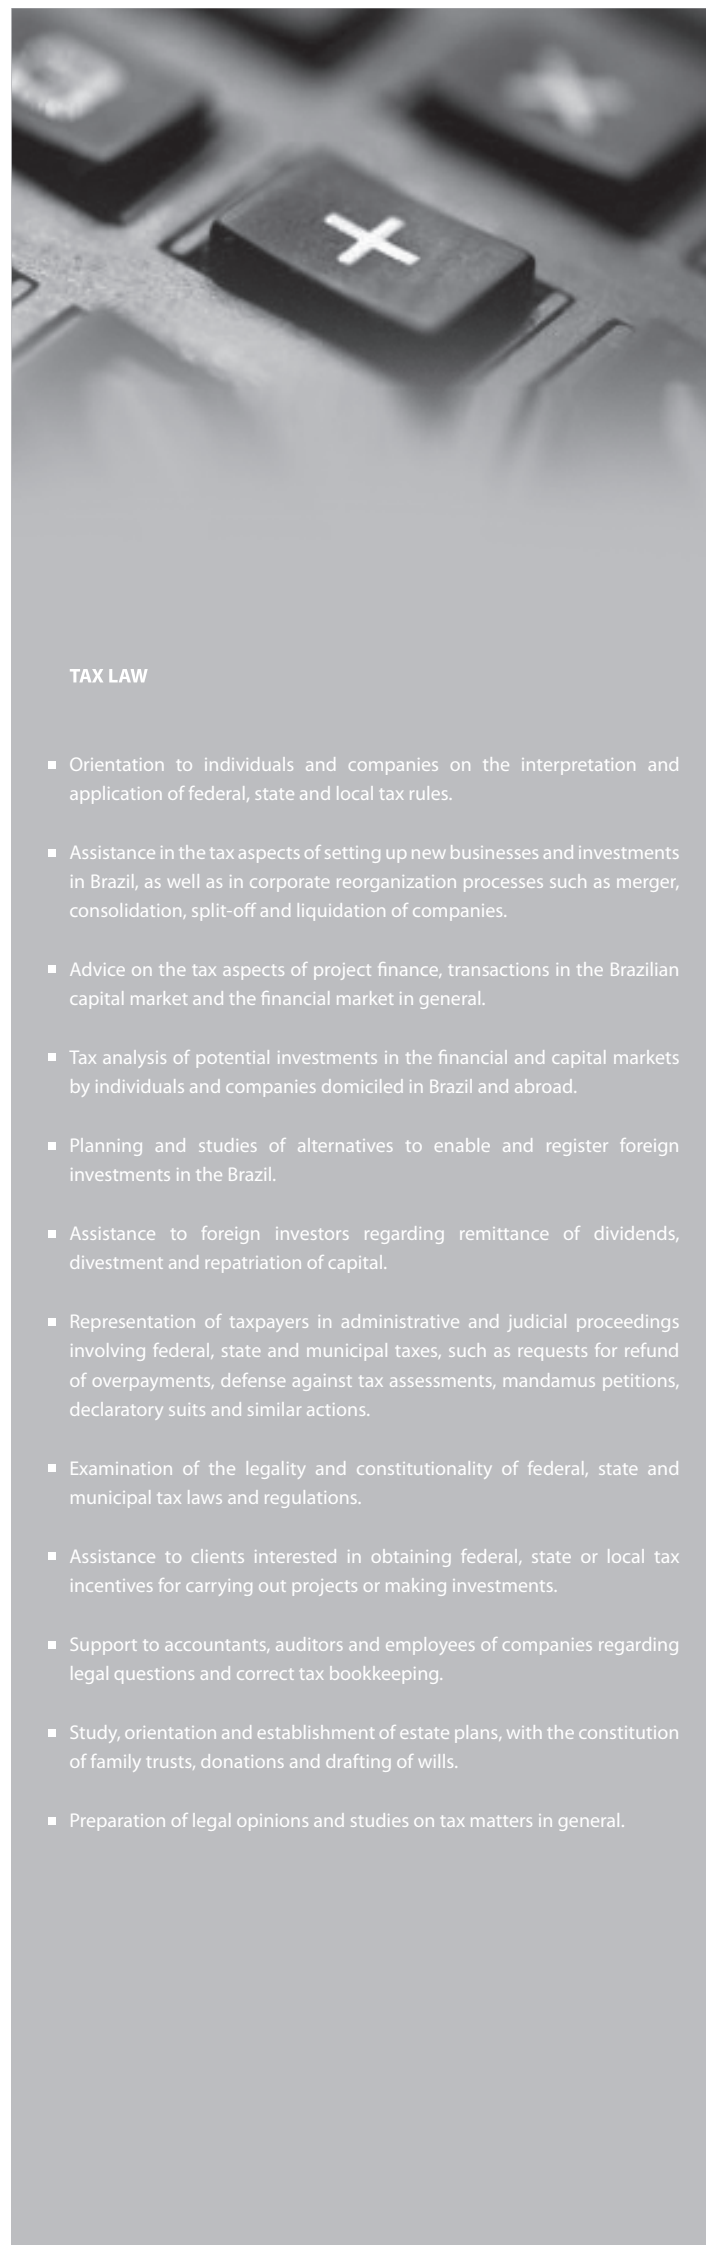 +
TAX LAW
Orientation to individuals and companies on the interpretation and
application of federal, state and local tax rules.
Assistance in the tax aspects of setting up new businesses and investments
in Brazil, as well as in corporate reorganization processes such as merger,
consolidation, split-off and liquidation of companies.
Advice on the tax aspects of project finance, transactions in the Brazilian
capital market and the financial market in general.
Tax analysis of potential investments in the financial and capital markets
by individuals and companies domiciled in Brazil and abroad.
Planning and studies of alternatives to enable and register foreign
investments in the Brazil.
Assistance to foreign investors regarding remittance of dividends,
divestment and repatriation of capital.
Representation of taxpayers in administrative and judicial proceedings
involving federal, state and municipal taxes, such as requests for refund
of overpayments, defense against tax assessments, mandamus petitions,
declaratory suits and similar actions.
Examination of the legality and constitutionality of federal, state and
municipal tax laws and regulations.
Assistance to clients interested in obtaining federal, state or local tax
incentives for carrying out projects or making investments.
Support to accountants, auditors and employees of companies regarding
legal questions and correct tax bookkeeping.
Study, orientation and establishment of estate plans, with the constitution
of family trusts, donations and drafting of wills.
Preparation of legal opinions and studies on tax matters in general.